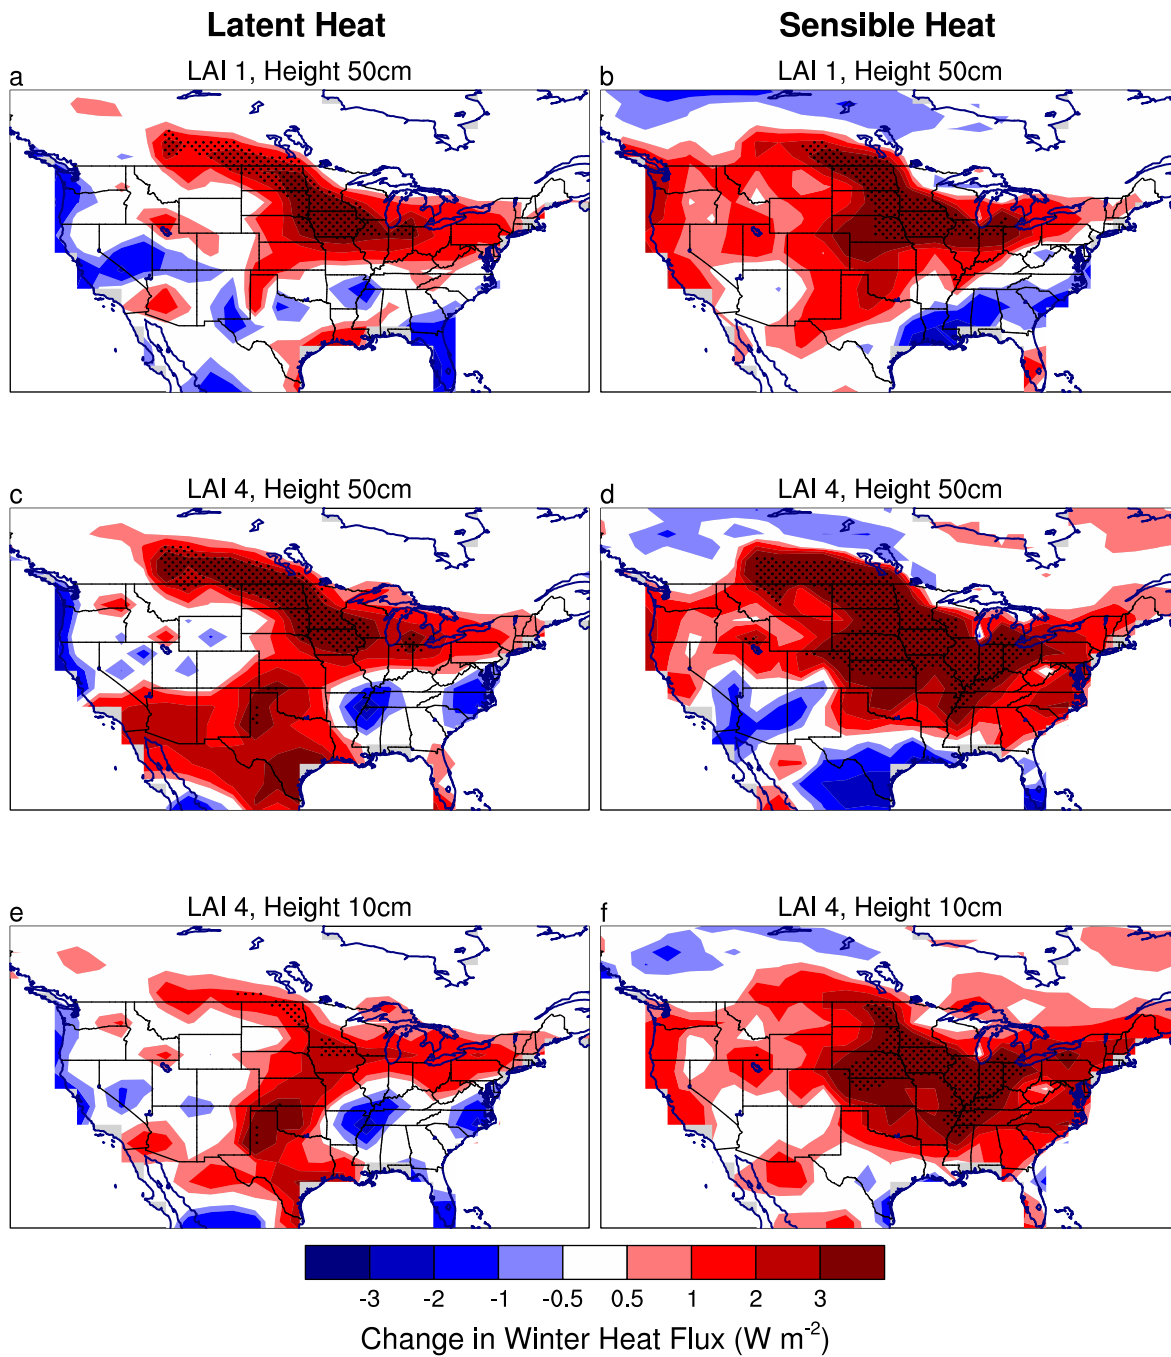 Latent Heat
Sensible Heat
a
LAI 1, Height 50cm
b
LAI 1, Height 50cm
c
LAI 4, Height 50cm
d
LAI 4, Height 50cm
e
LAI 4, Height 10cm
f
LAI 4, Height 10cm
-3 -2 -1 -0.5 0.5 1 2 3
Change in Winter Heat Flux (W m⁻²)